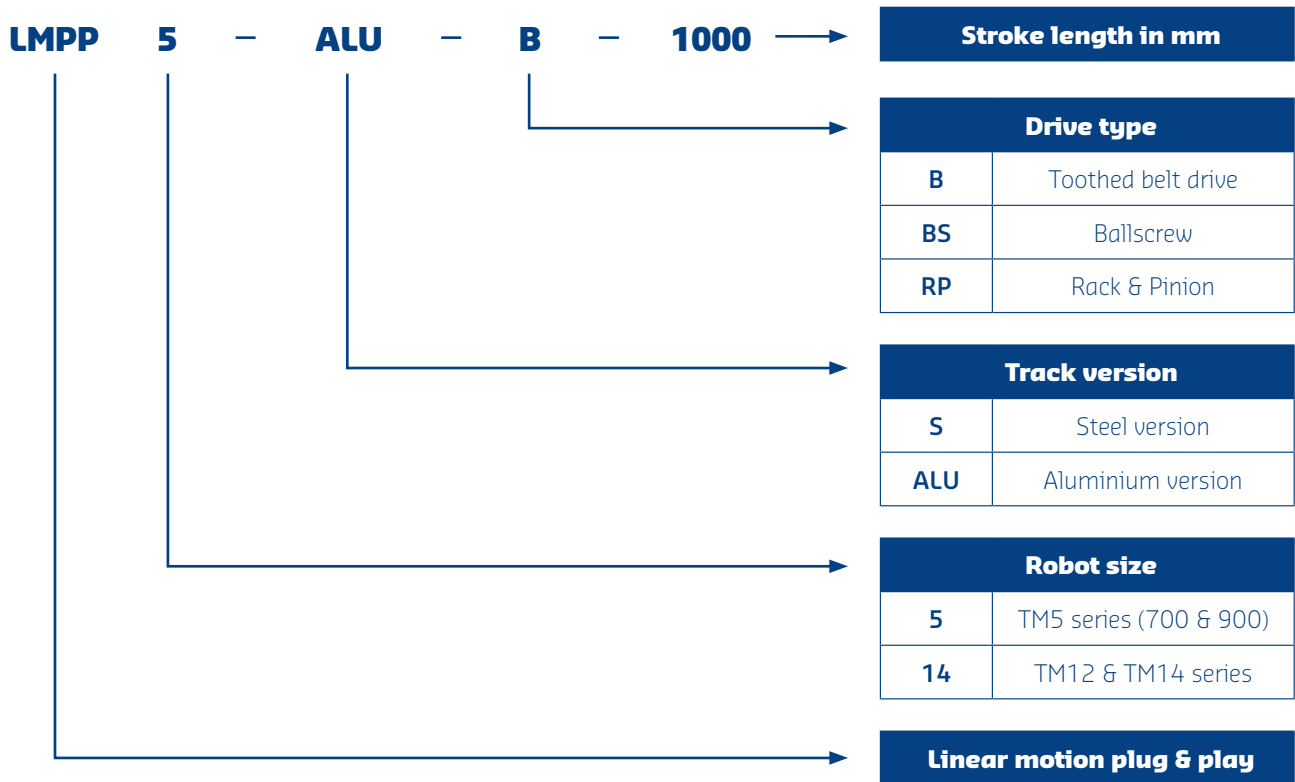 LMPP 5 – ALU – B – 1000
Stroke length in mm
Drive type
B Toothed belt drive
BS Ballscrew
RP Rack & Pinion
Track version
S Steel version
ALU Aluminium version
Robot size
5 TM5 series (700 & 900)
14 TM12 & TM14 series
Linear motion plug & play